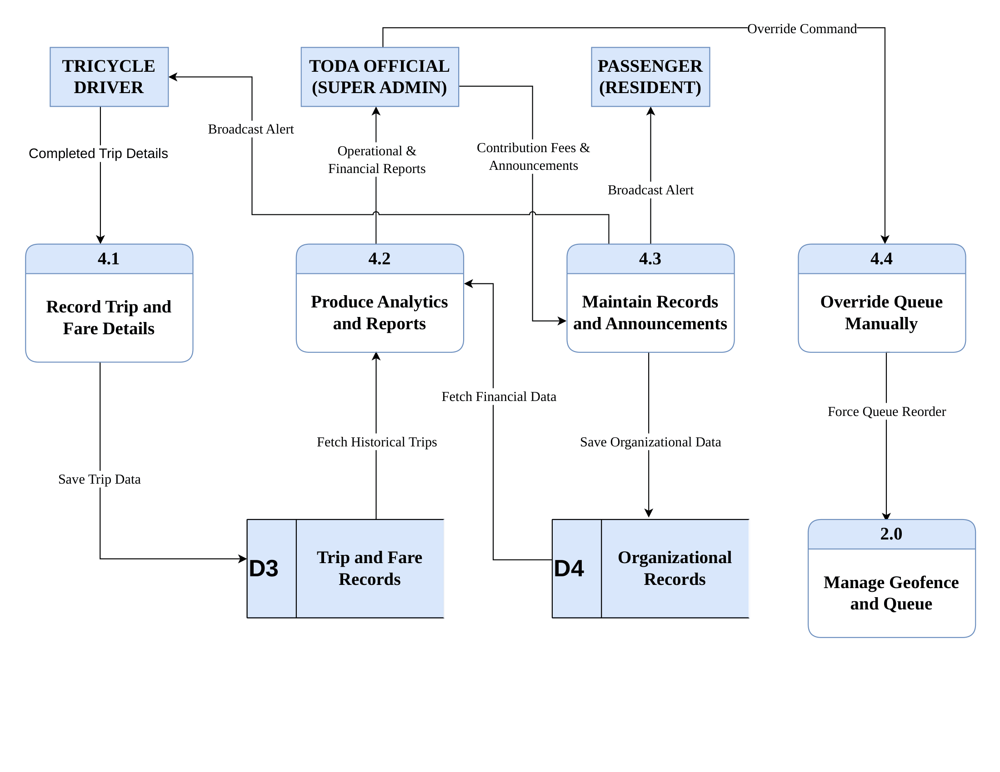 Override Command
TRICYCLE
DRIVER
TODA OFFICIAL
(SUPER ADMIN)
PASSENGER
(RESIDENT)
Broadcast Alert
Completed Trip Details
Operational &
Financial Reports
Contribution Fees &
Announcements
Broadcast Alert
4.1
Record Trip and
Fare Details
4.2
Produce Analytics
and Reports
4.3
Maintain Records
and Announcements
4.4
Override Queue
Manually
Fetch Financial Data
Force Queue Reorder
Fetch Historical Trips
Save Organizational Data
Save Trip Data
D3
Trip and Fare
Records
D4
Organizational
Records
2.0
Manage Geofence
and Queue